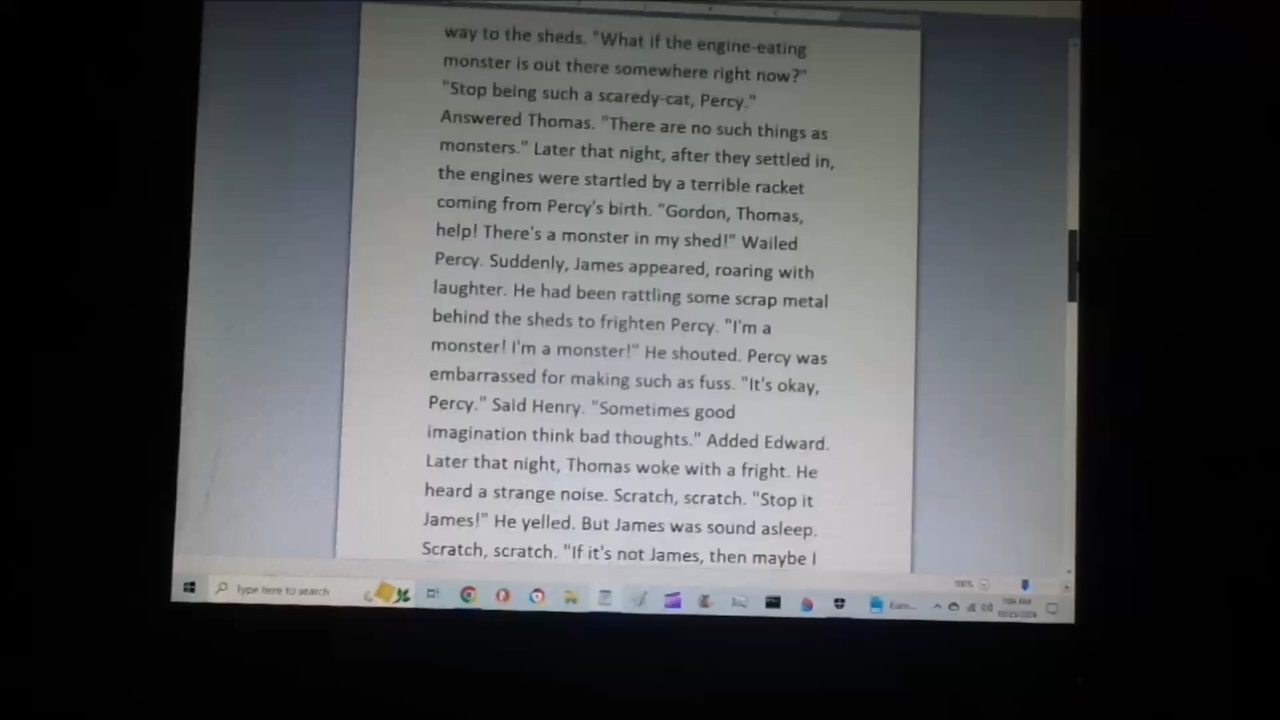 way to the sheds. "What if the engine-eating
monster is out there somewhere right now?"
"Stop being such a scaredy-cat, Percy."
Answered Thomas. "There are no such things as
monsters." Later that night, after they settled in,
the engines were startled by a terrible racket
coming from Percy's birth. "Gordon, Thomas,
help! There's a monster in my shed!" Wailed
Percy. Suddenly, James appeared, roaring with
laughter. He had been rattling some scrap metal
behind the sheds to frighten Percy. "I'm a
monster! I'm a monster!" He shouted. Percy was
embarrassed for making such as fuss. "It's okay,
Percy." Said Henry. "Sometimes good
imagination think bad thoughts." Added Edward.
Later that night, Thomas woke with a fright. He
heard a strange noise. Scratch, scratch. "Stop it
James!" He yelled. But James was sound asleep.
Scratch, scratch. "If it's not James, then maybe I
100%
Type here to search